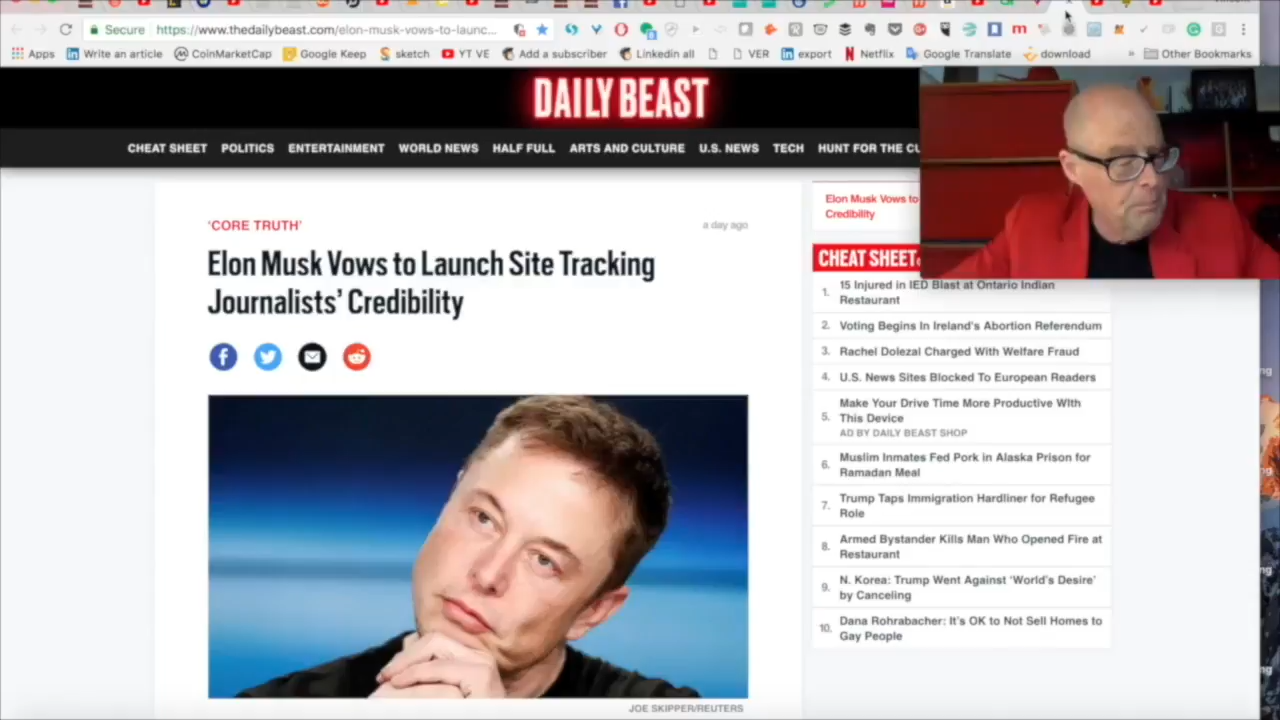 Secure https://www.thedailybeast.com/elon-musk-vows-to-launc...
Apps Write an article CoinMarketCap Google Keep sketch YT VE Add a subscriber Linkedin all VER export Netflix Google Translate download Other Bookmarks
DAILY BEAST
CHEAT SHEET POLITICS ENTERTAINMENT WORLD NEWS HALF FULL ARTS AND CULTURE U.S. NEWS TECH HUNT FOR THE CU
'CORE TRUTH'
a day ago
Elon Musk Vows to Launch Site Tracking
Journalists' Credibility
JOE SKIPPER/REUTERS
Elon Musk Vows to
Credibility
CHEAT SHEET
1. 15 Injured in IED Blast at Ontario Indian
Restaurant
2. Voting Begins In Ireland's Abortion Referendum
3. Rachel Dolezal Charged With Welfare Fraud
4. U.S. News Sites Blocked To European Readers
5. Make Your Drive Time More Productive WIth
This Device
AD BY DAILY BEAST SHOP
6. Muslim Inmates Fed Pork in Alaska Prison for
Ramadan Meal
7. Trump Taps Immigration Hardliner for Refugee
Role
8. Armed Bystander Kills Man Who Opened Fire at
Restaurant
9. N. Korea: Trump Went Against 'World's Desire'
by Canceling
10. Dana Rohrabacher: It's OK to Not Sell Homes to
Gay People